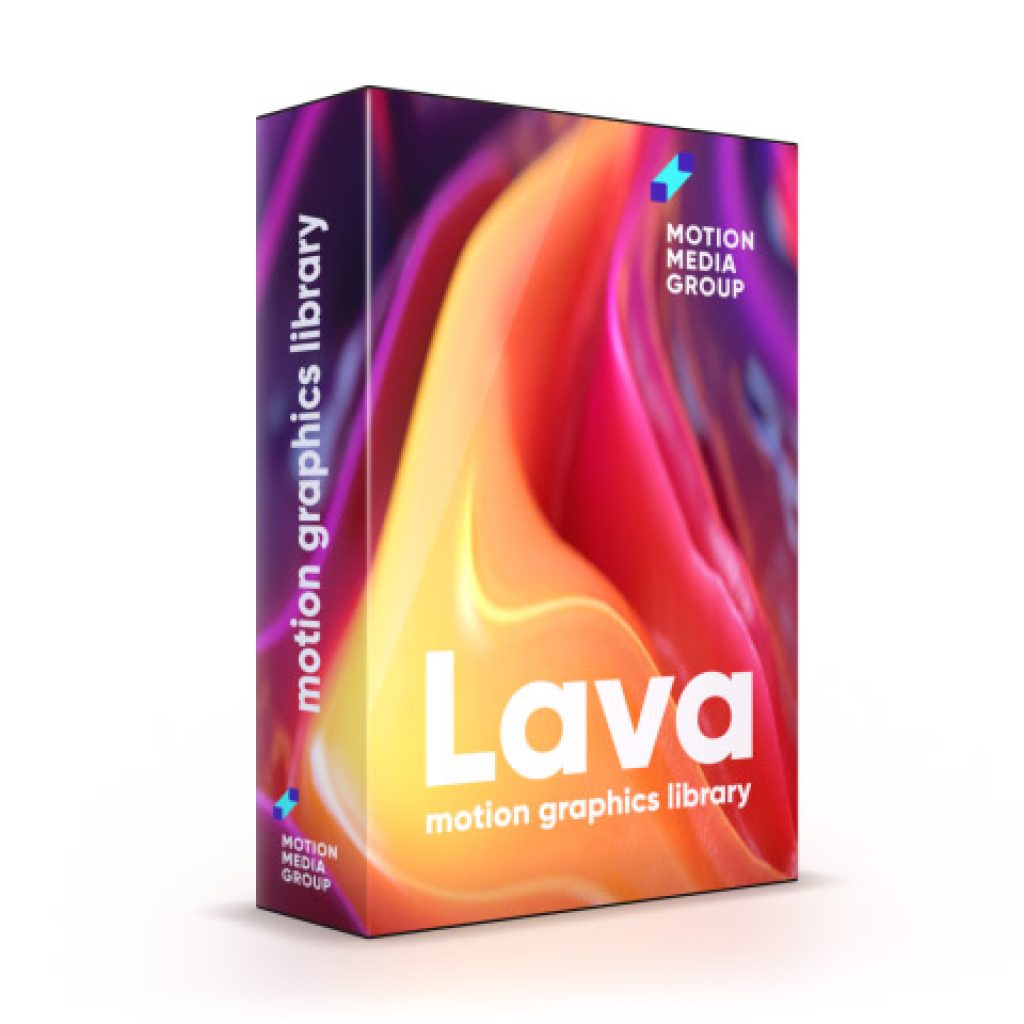 motion graphics library
MOTION
MEDIA
GROUP
MOTION
MEDIA
GROUP
Lava
motion graphics library